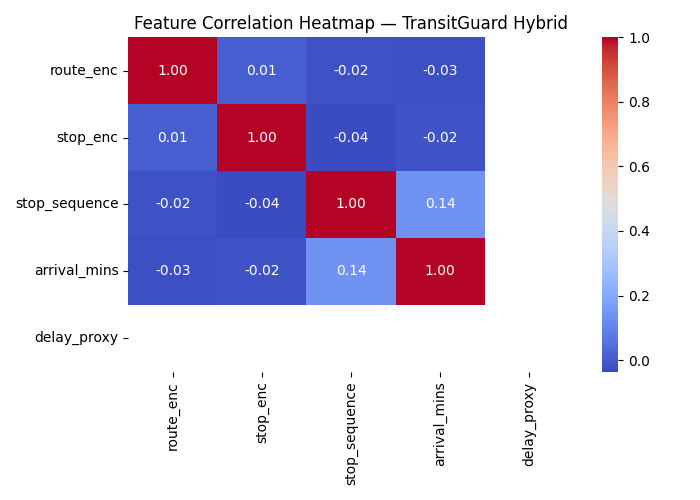 Feature Correlation Heatmap — TransitGuard Hybrid
route_enc 1.00 0.01 -0.02 -0.03
stop_enc 0.01 1.00 -0.04 -0.02
stop_sequence -0.02 -0.04 1.00 0.14
arrival_mins -0.03 -0.02 0.14 1.00
delay_proxy
route_enc
stop_enc
stop_sequence
arrival_mins
delay_proxy
1.0
0.8
0.6
0.4
0.2
0.0